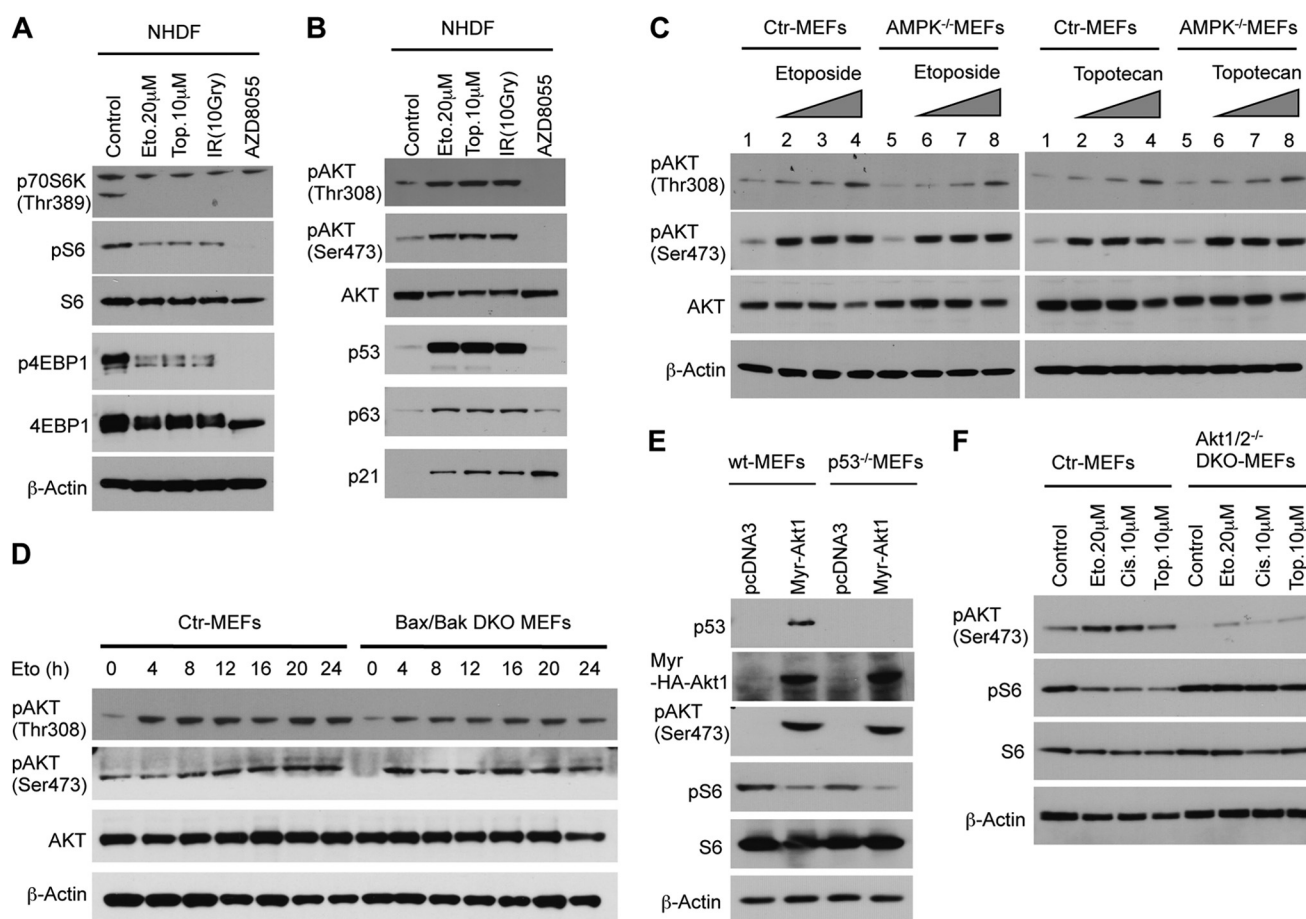 A
NHDF
Control
Eto.20μM
Top.10μM
IR(10Gry)
AZD8055
p70S6K
(Thr389)
pS6
S6
p4EBP1
4EBP1
β-Actin
B
NHDF
Control
Eto.20μM
Top.10μM
IR(10Gry)
AZD8055
pAKT
(Thr308)
pAKT
(Ser473)
AKT
p53
p63
p21
C
Ctr-MEFs AMPK-/-MEFs Ctr-MEFs AMPK-/-MEFs
Etoposide Etoposide Topotecan Topotecan
1 2 3 4 5 6 7 8 1 2 3 4 5 6 7 8
pAKT
(Thr308)
pAKT
(Ser473)
AKT
β-Actin
D
Ctr-MEFs Bax/Bak DKO MEFs
Eto (h) 0 4 8 12 16 20 24 0 4 8 12 16 20 24
pAKT
(Thr308)
pAKT
(Ser473)
AKT
β-Actin
E
wt-MEFs p53-/-MEFs
pcDNA3
Myr-Akt1
pcDNA3
Myr-Akt1
p53
Myr
-HA-Akt1
pAKT
(Ser473)
pS6
S6
β-Actin
F
Akt1/2-/-
Ctr-MEFs DKO-MEFs
Control
Eto.20μM
Cis.10μM
Top.10μM
Control
Eto.20μM
Cis.10μM
Top.10μM
pAKT
(Ser473)
pS6
S6
β-Actin